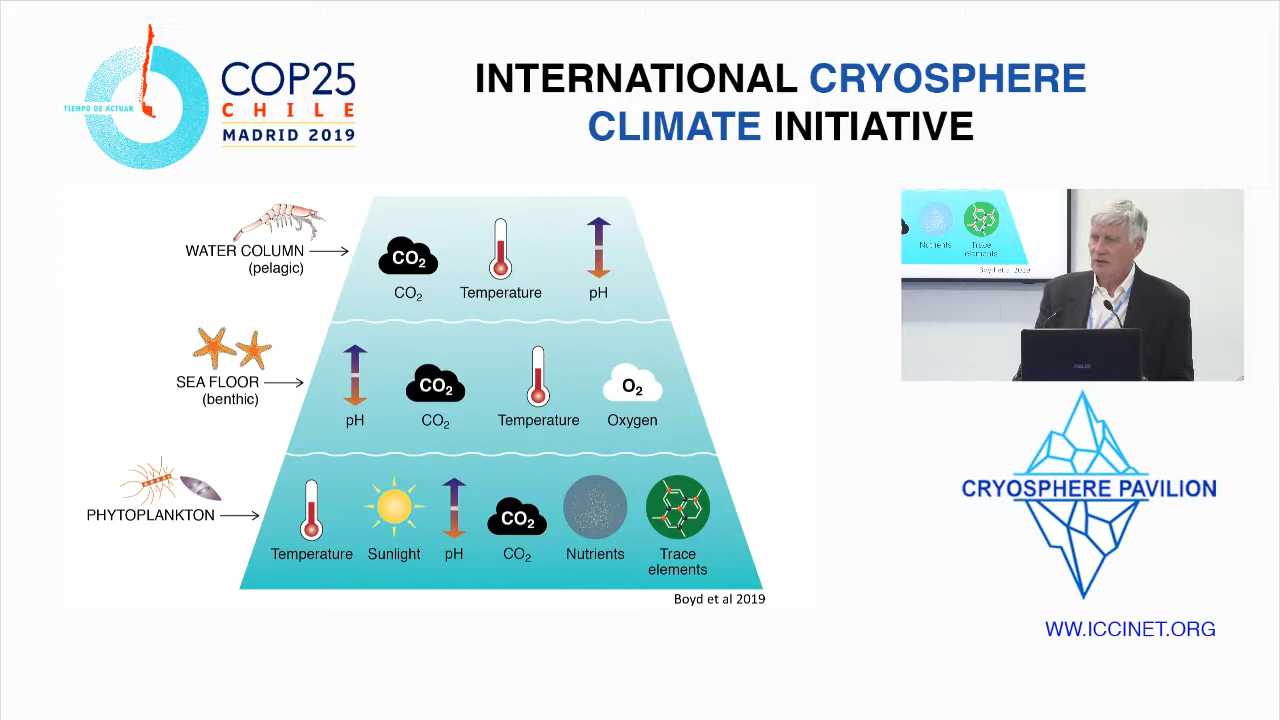 TIEMPO DE ACTUAR
COP25
CHILE
MADRID 2019
INTERNATIONAL CRYOSPHERE
CLIMATE INITIATIVE
WATER COLUMN
(pelagic)
CO₂
CO₂
Temperature
pH
SEA FLOOR
(benthic)
pH
CO₂
CO₂
Temperature
O₂
Oxygen
PHYTOPLANKTON
Temperature
Sunlight
pH
CO₂
CO₂
Nutrients
Trace
elements
Boyd et al 2019
Nutrients
Trace
elements
Boyd et al 2019
ASUS
CRYOSPHERE PAVILION
WW.ICCINET.ORG